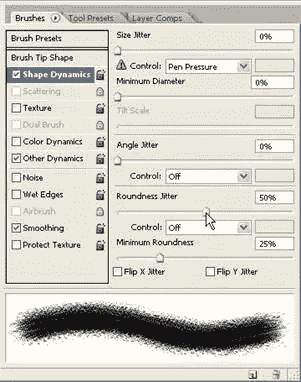 Brushes Tool Presets Layer Comps
Brush Presets
Brush Tip Shape
Shape Dynamics
Scattering
Texture
Dual Brush
Color Dynamics
Other Dynamics
Noise
Wet Edges
Airbrush
Smoothing
Protect Texture
Size Jitter 0%
Control: Pen Pressure
Minimum Diameter 0%
Tilt Scale
Angle Jitter 0%
Control: Off
Roundness Jitter 50%
Control: Off
Minimum Roundness 25%
Flip X Jitter Flip Y Jitter